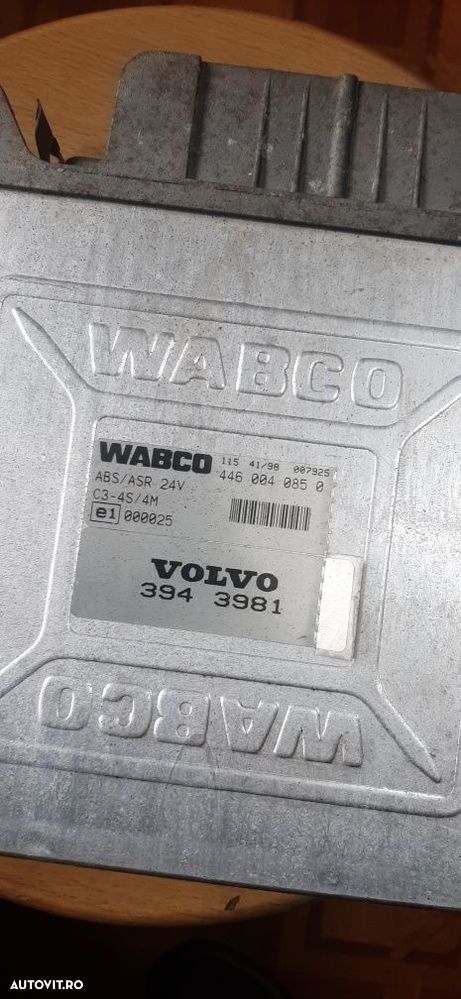 WABCO
WABCO 115 41/98 007925
ABS/ASR 24V 446 004 085 0
C3-4S/4M
e1 000025
VOLVO
394 3981
WABCO
AUTOVIT.RO